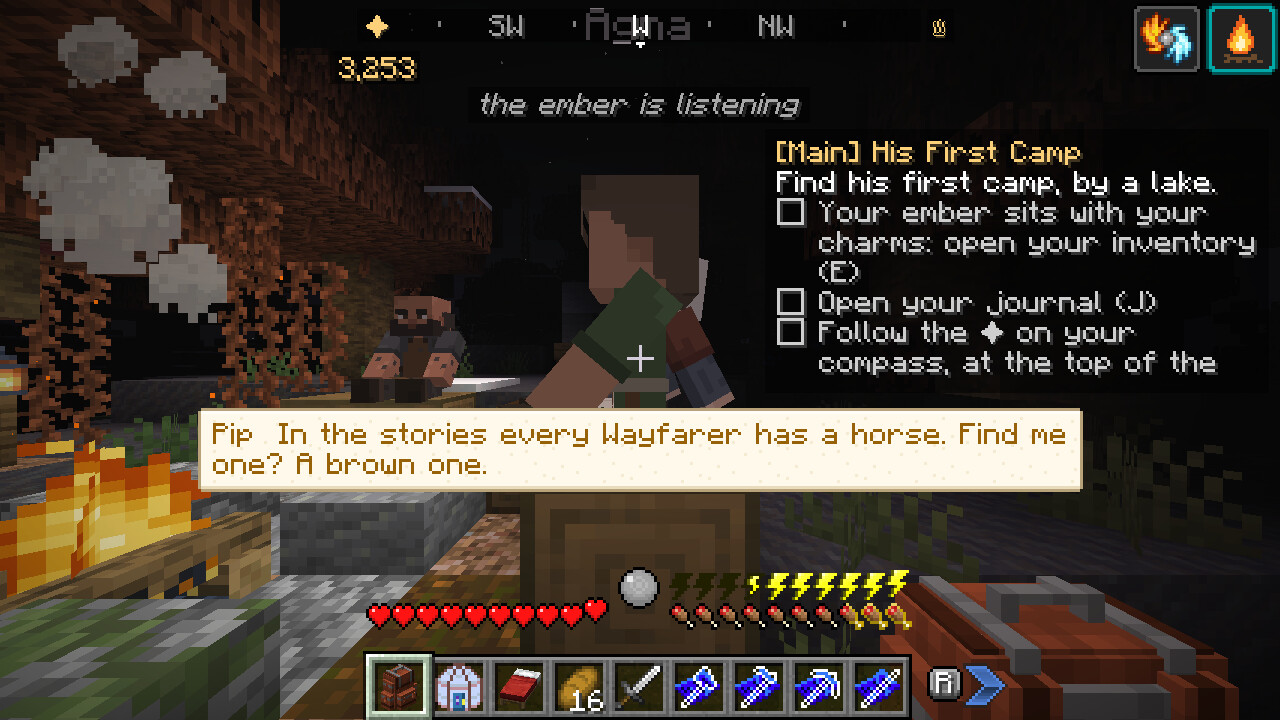 SW Agna W NW
3,253
the ember is listening
[Main] His First Camp
Find his first camp, by a lake.
Your ember sits with your
charms: open your inventory
(E)
Open your journal (J)
Follow the ✦ on your
compass, at the top of the
Pip In the stories every Wayfarer has a horse. Find me
one? A brown one.
16
R